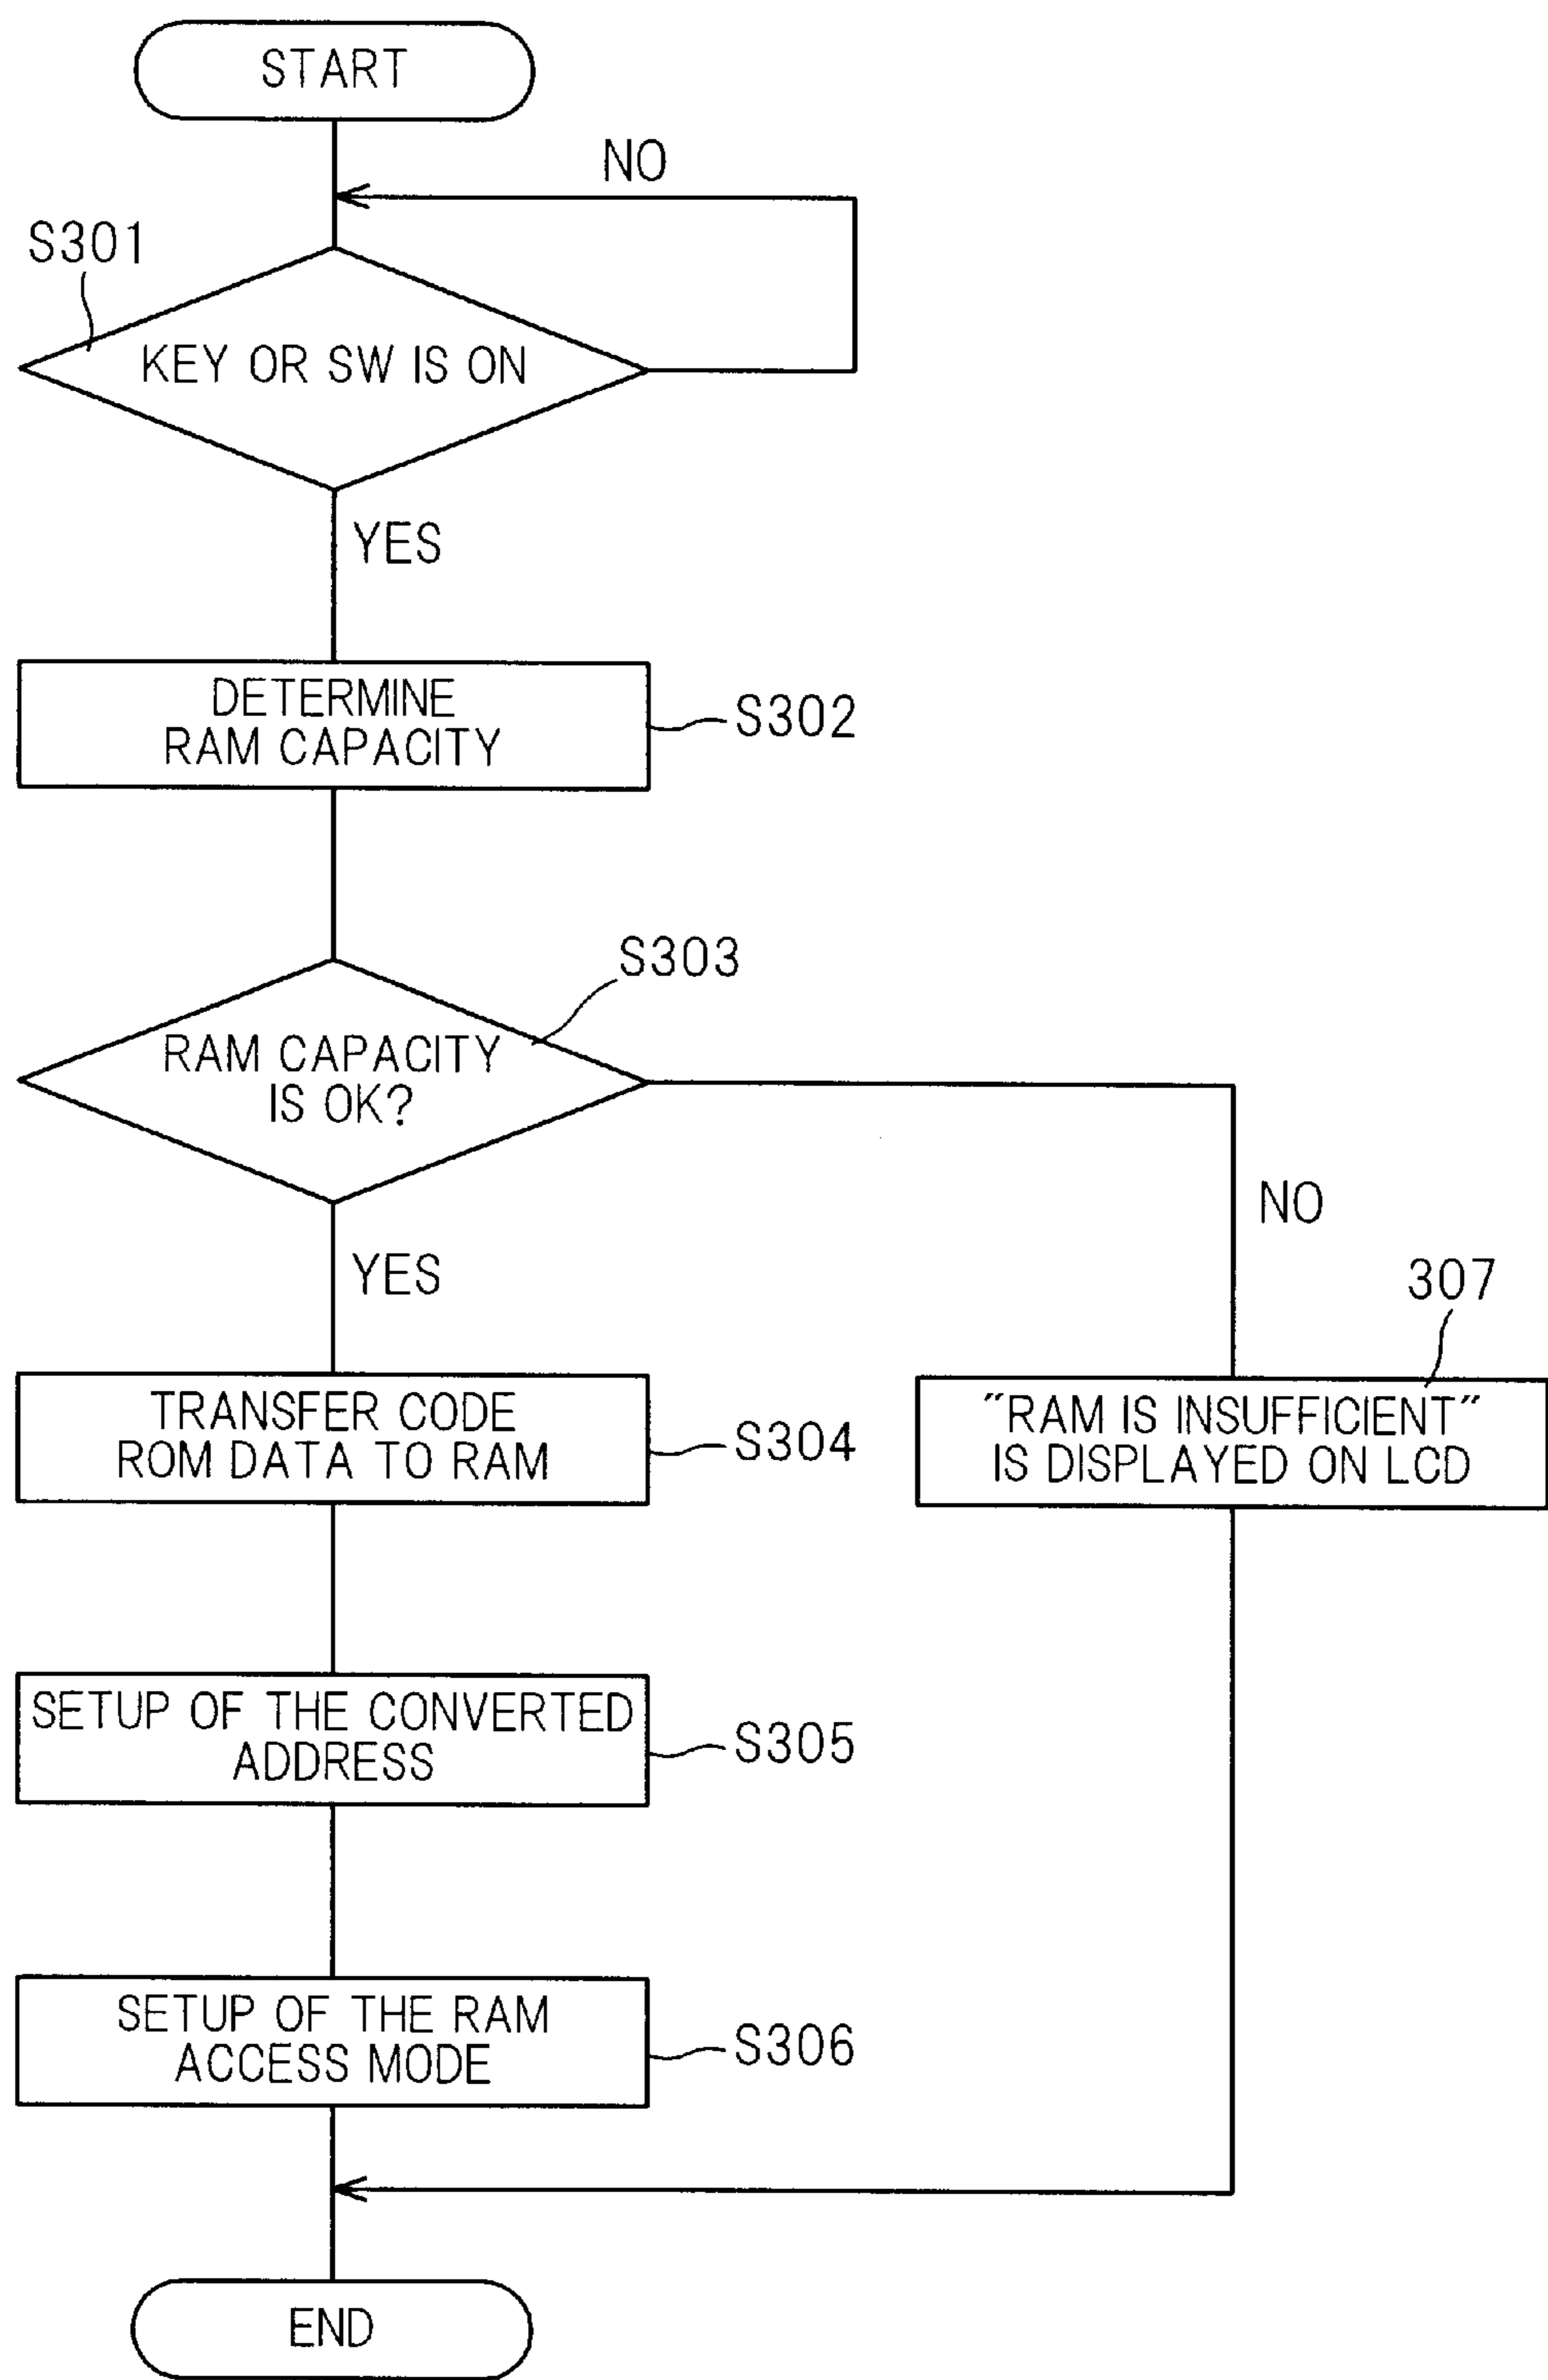 START
NO
S301
KEY OR SW IS ON
YES
DETERMINE
RAM CAPACITY
S302
S303
RAM CAPACITY
IS OK?
NO
YES
307
TRANSFER CODE
ROM DATA TO RAM
S304
"RAM IS INSUFFICIENT"
IS DISPLAYED ON LCD
SETUP OF THE CONVERTED
ADDRESS
S305
SETUP OF THE RAM
ACCESS MODE
S306
END